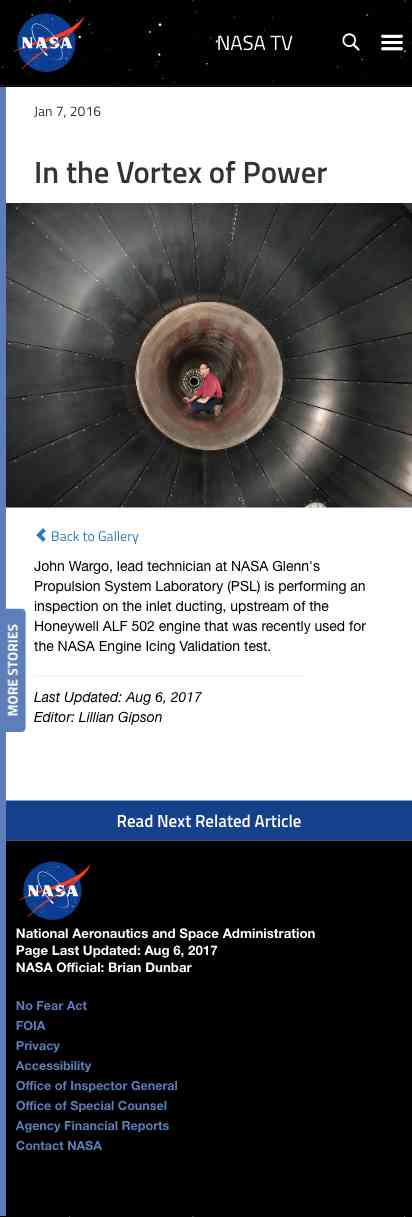 NASA
NASA TV
Jan 7, 2016
In the Vortex of Power
Back to Gallery
John Wargo, lead technician at NASA Glenn's
Propulsion System Laboratory (PSL) is performing an
inspection on the inlet ducting, upstream of the
Honeywell ALF 502 engine that was recently used for
the NASA Engine Icing Validation test.
MORE STORIES
Last Updated: Aug 6, 2017
Editor: Lillian Gipson
Read Next Related Article
NASA
National Aeronautics and Space Administration
Page Last Updated: Aug 6, 2017
NASA Official: Brian Dunbar
No Fear Act
FOIA
Privacy
Accessibility
Office of Inspector General
Office of Special Counsel
Agency Financial Reports
Contact NASA